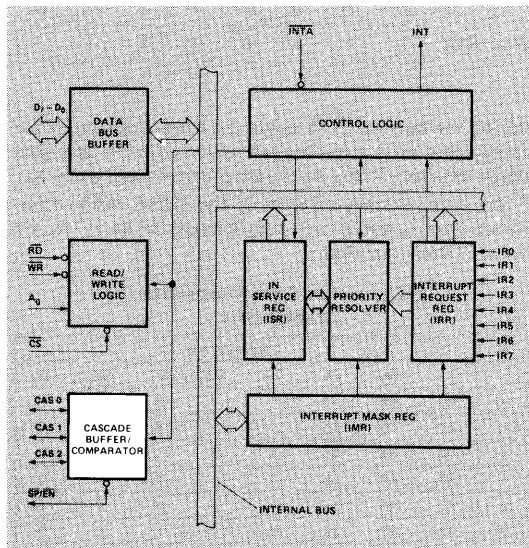 INTA
INT
D7 – D0
DATA
BUS
BUFFER
CONTROL LOGIC
RD
WR
A0
CS
READ/
WRITE
LOGIC
IN
SERVICE
REG
(ISR)
PRIORITY
RESOLVER
INTERRUPT
REQUEST
REG
(IRR)
IR0
IR1
IR2
IR3
IR4
IR5
IR6
IR7
CAS 0
CAS 1
CAS 2
SP/EN
CASCADE
BUFFER/
COMPARATOR
INTERRUPT MASK REG
(IMR)
INTERNAL BUS